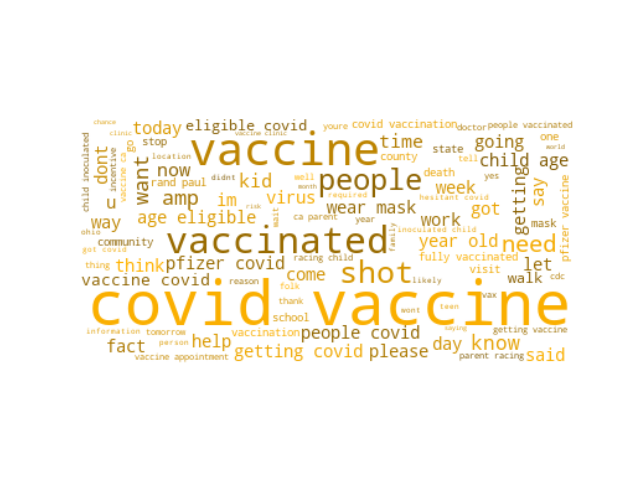 chance
today
eligible covid
youre
covid vaccination
doctor
people vaccinated
clinic
vaccine clinic
stop
vaccine
time
state
going
one
go
dont
location
county
tell
child age
world
child inoculated
incentive
vaccine ca
want
now
rand paul
didnt
kid
well
people
death
yes
month
week
getting
say
pfizer vaccine
u
amp
im
virus
required
hesitant covid
risk
wear mask
got
way
age eligible
wait
ca parent
year
work
mask
ohio
community
vaccinated
family
inoculated child
year old
need
got covid
racing child
fully vaccinated
thing
think
pfizer covid
come
shot
visit
let
vaccine covid
reason
folk
likely
walk
cdc
covid vaccine
thank
vax
teen
school
wont
information
tomorrow
vaccination
people covid
saying
getting vaccine
fact
person
help
day
know
vaccine appointment
getting covid
please
parent racing
said